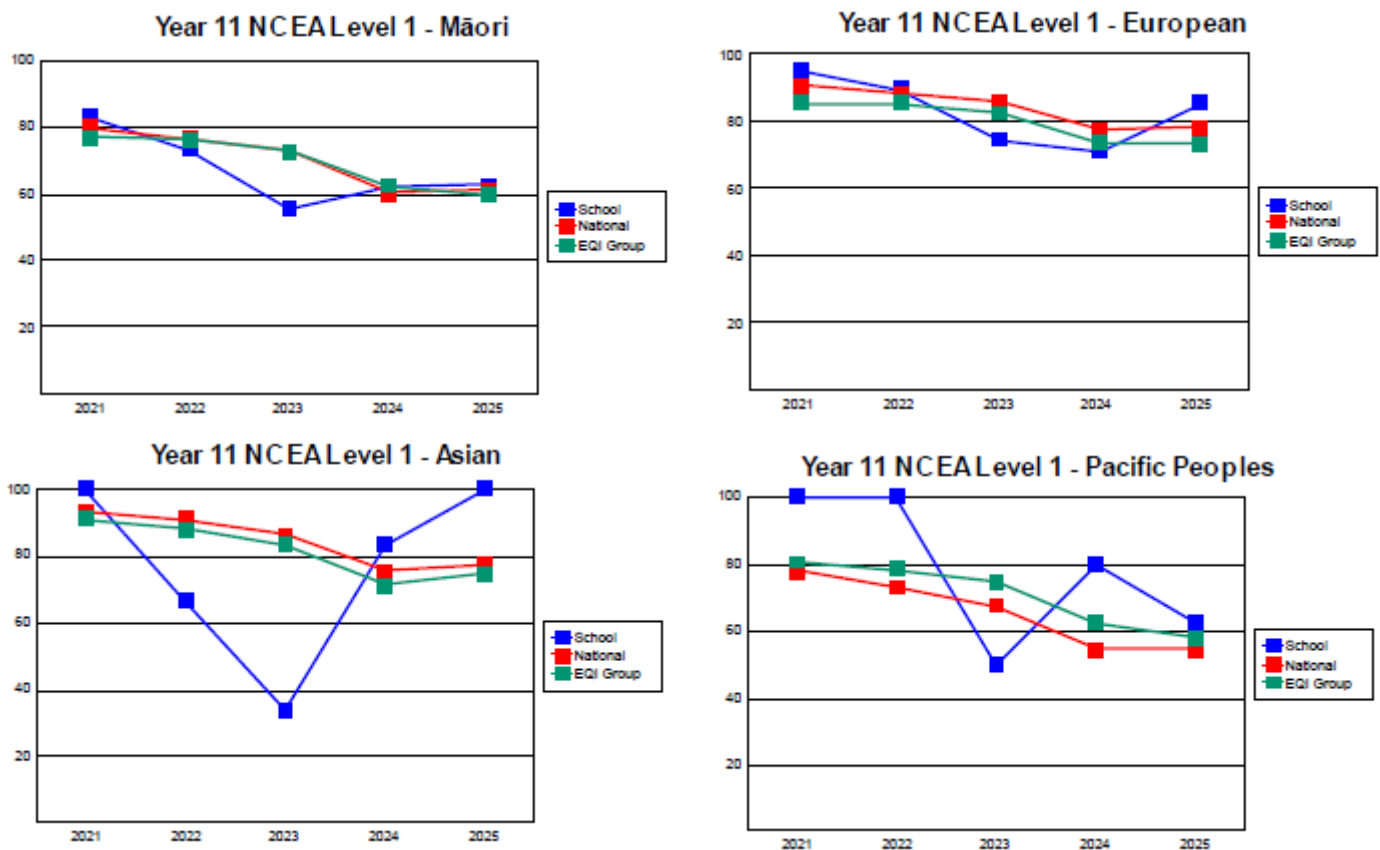 Year 11 NCEA Level 1 - Māori
100
80
60
40
20
2021 2022 2023 2024 2025
School
National
EQI Group
Year 11 NCEA Level 1 - European
100
80
60
40
20
2021 2022 2023 2024 2025
School
National
EQI Group
Year 11 NCEA Level 1 - Asian
100
80
60
40
20
2021 2022 2023 2024 2025
School
National
EQI Group
Year 11 NCEA Level 1 - Pacific Peoples
100
80
60
40
20
2021 2022 2023 2024 2025
School
National
EQI Group